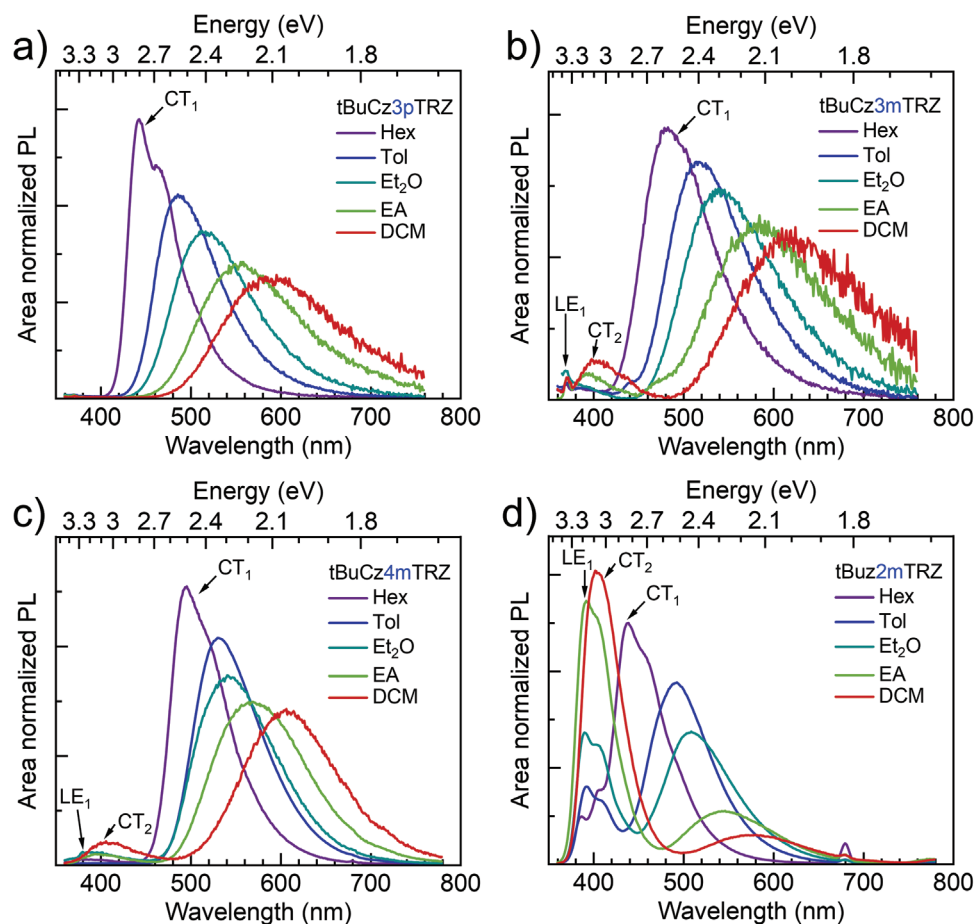 a)
Energy (eV)
3.3 3 2.7 2.4 2.1 1.8
CT₁
tBuCz3pTRZ
Hex
Tol
Et₂O
EA
DCM
Area normalized PL
400 500 600 700 800
Wavelength (nm)
b)
Energy (eV)
3.3 3 2.7 2.4 2.1 1.8
CT₁
tBuCz3mTRZ
Hex
Tol
Et₂O
EA
DCM
LE₁
CT₂
Area normalized PL
400 500 600 700 800
Wavelength (nm)
c)
Energy (eV)
3.3 3 2.7 2.4 2.1 1.8
CT₁
tBuCz4mTRZ
Hex
Tol
Et₂O
EA
DCM
LE₁
CT₂
Area normalized PL
400 500 600 700 800
Wavelength (nm)
d)
Energy (eV)
3.3 3 2.7 2.4 2.1 1.8
LE₁
CT₂
CT₁
tBuz2mTRZ
Hex
Tol
Et₂O
EA
DCM
Area normalized PL
400 500 600 700 800
Wavelength (nm)